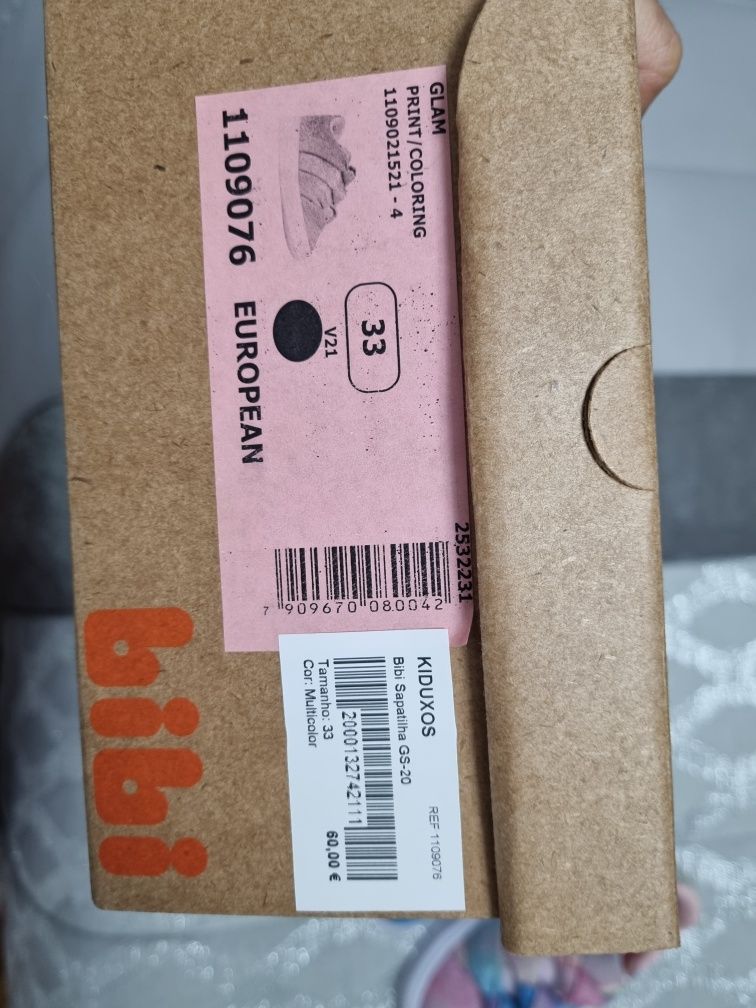 GLAM
PRINT/COLORING
1109021521 - 4
33
V21
1109076 EUROPEAN
2532231
7 909670 080042
KIDUXOS
REF 1109076
Bibi Sapatilha GS-20
2000132742111
Tamanho: 33
Cor: Multicolor
60,00 €
bibi